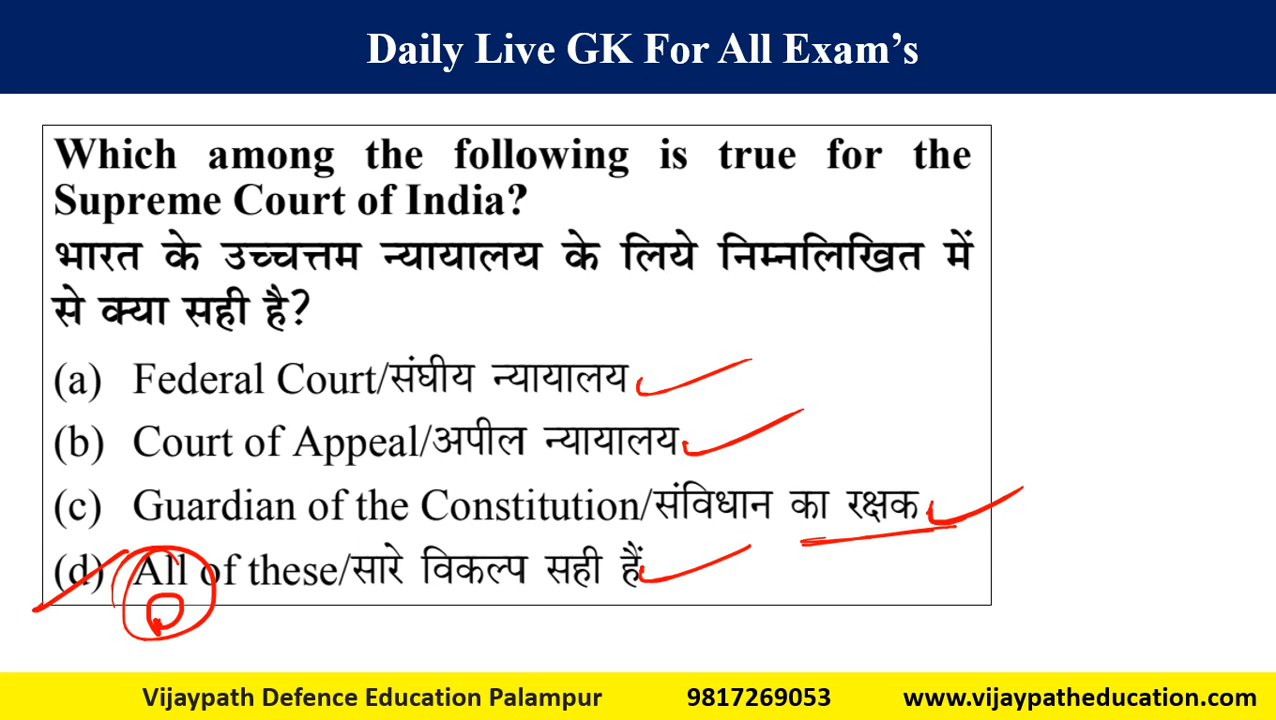 Daily Live GK For All Exam’s
Which among the following is true for the
Supreme Court of India?
भारत के उच्चत्तम न्यायालय के लिये निम्नलिखित में
से क्या सही है?
(a) Federal Court/संघीय न्यायालय
(b) Court of Appeal/अपील न्यायालय
(c) Guardian of the Constitution/संविधान का रक्षक
(d) All of these/सारे विकल्प सही हैं
Vijaypath Defence Education Palampur 9817269053 www.vijaypatheducation.com